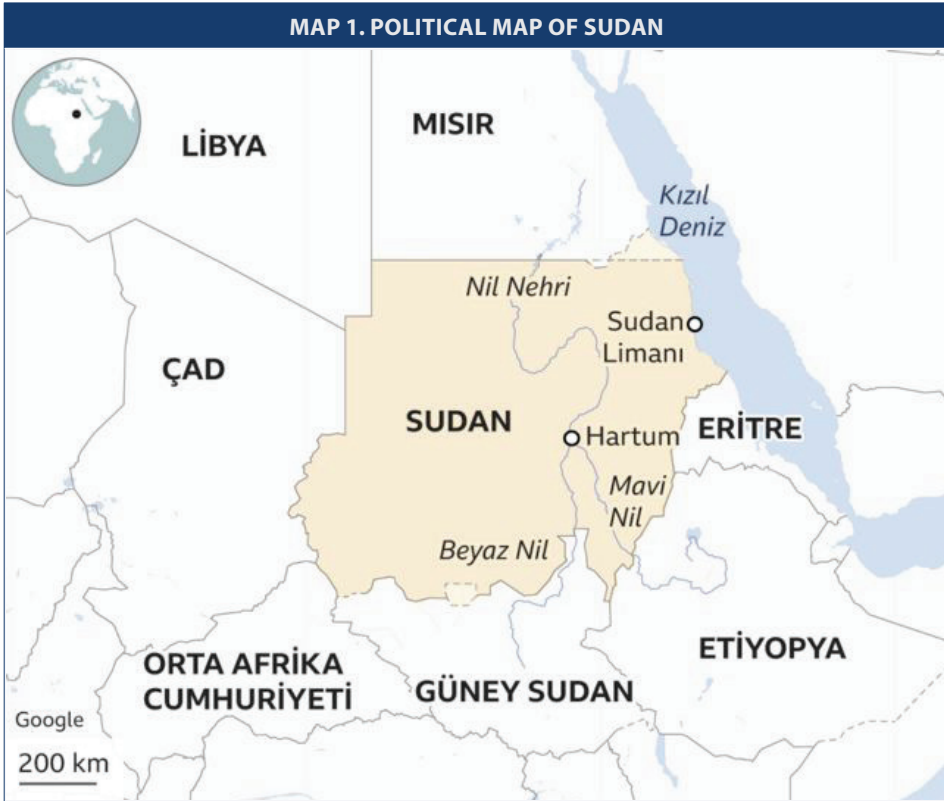 MAP 1. POLITICAL MAP OF SUDAN
LİBYA
MISIR
Kızıl
Deniz
Nil Nehri
Sudan
Limanı
ÇAD
SUDAN
Hartum
ERİTRE
Mavi
Nil
Beyaz Nil
ORTA AFRİKA
CUMHURİYETİ
GÜNEY SUDAN
ETİYOPYA
Google
200 km